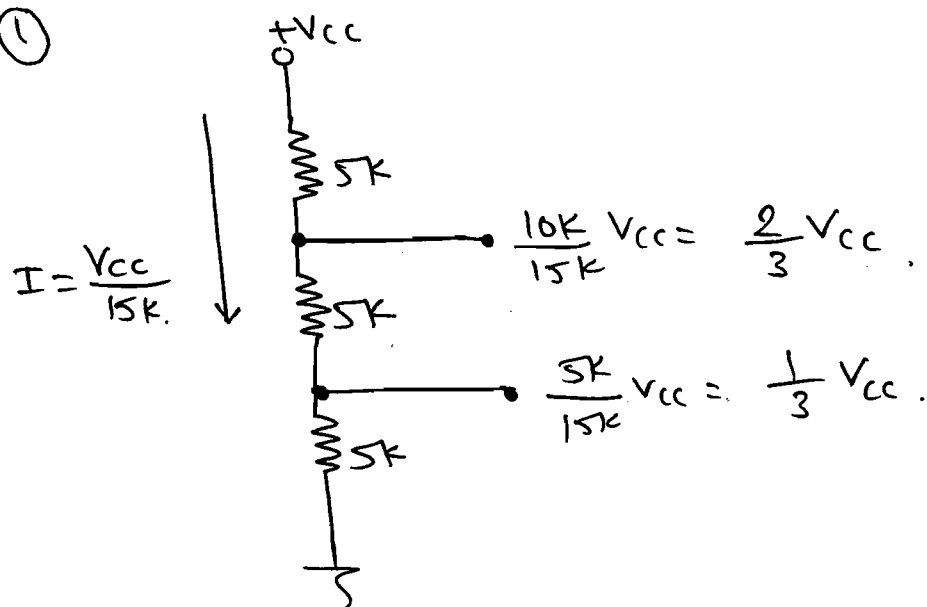 ①
+Vcc
5K
10K/15K Vcc = 2/3 Vcc.
I = Vcc/15K.
5K
5K/15K Vcc = 1/3 Vcc.
5K